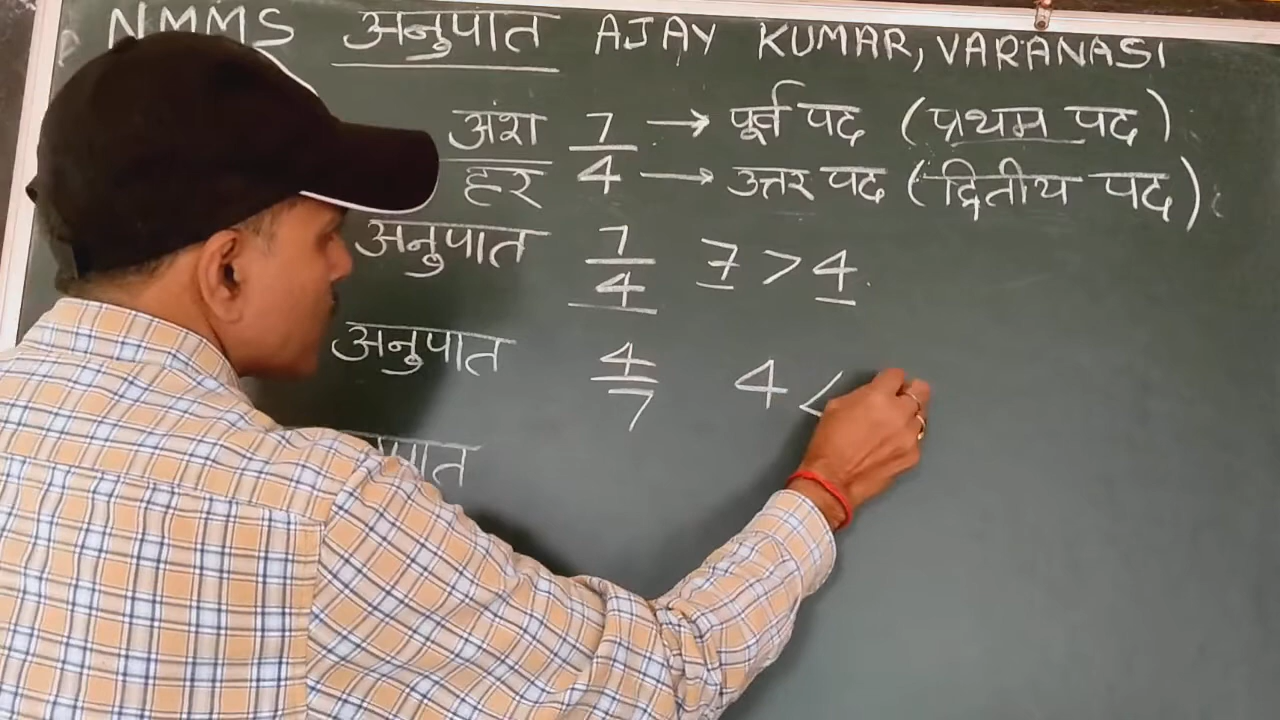 NMMS अनुपात AJAY KUMAR, VARANASI
अंश 7 → पूर्व पद (प्रथम पद)
हर 4 → उत्तर पद (द्वितीय पद)
अनुपात 7/4 7 > 4
अनुपात 4/7 4 <